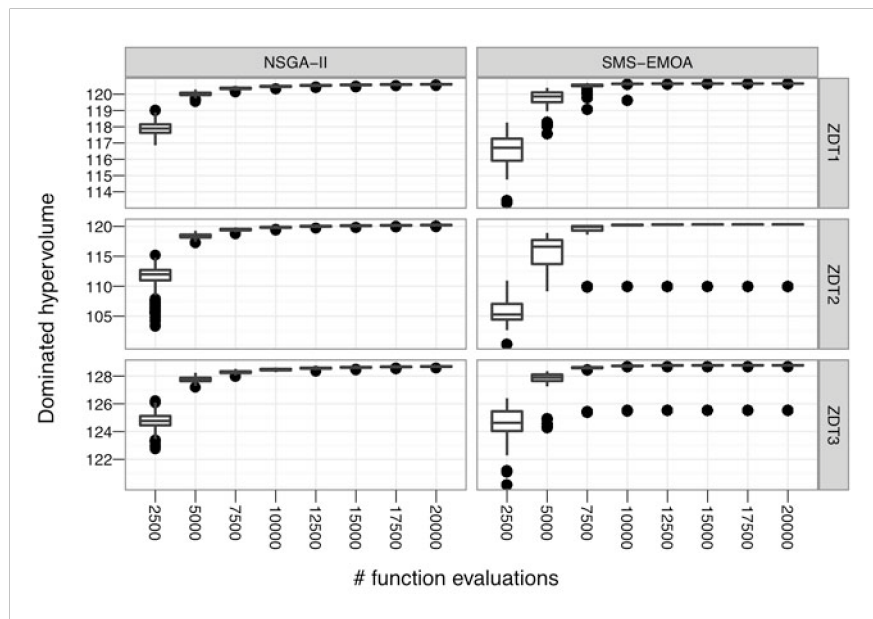 NSGA-II SMS-EMOA
Dominated hypervolume
120
119
118
117
116
115
114
ZDT1
120
115
110
105
ZDT2
128
126
124
122
ZDT3
2500 5000 7500 10000 12500 15000 17500 20000 2500 5000 7500 10000 12500 15000 17500 20000
# function evaluations